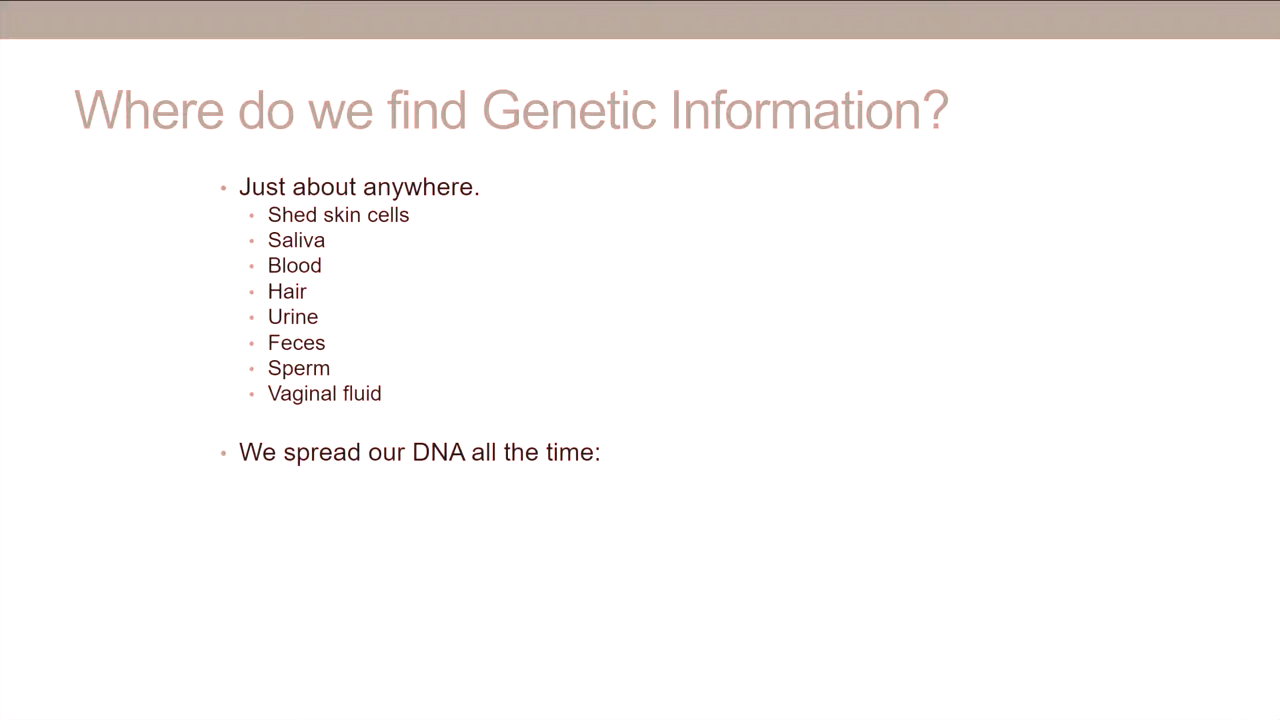 Where do we find Genetic Information?
• Just about anywhere.
• Shed skin cells
• Saliva
• Blood
• Hair
• Urine
• Feces
• Sperm
• Vaginal fluid
• We spread our DNA all the time: